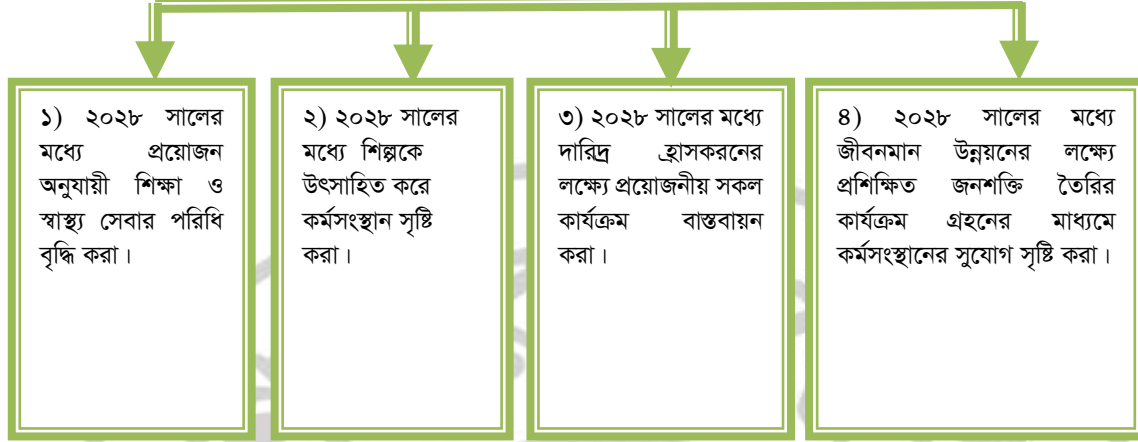 ১) ২০২৮ সালের
মধ্যে প্রয়োজন
অনুযায়ী শিক্ষা ও
স্বাস্থ্য সেবার পরিধি
বৃদ্ধি করা।
২) ২০২৮ সালের
মধ্যে শিল্পকে
উৎসাহিত করে
কর্মসংস্থান সৃষ্টি
করা।
৩) ২০২৮ সালের মধ্যে
দারিদ্র হ্রাসকরনের
লক্ষ্যে প্রয়োজনীয় সকল
কার্যক্রম বাস্তবায়ন
করা।
৪) ২০২৮ সালের মধ্যে
জীবনমান উন্নয়নের লক্ষ্যে
প্রশিক্ষিত জনশক্তি তৈরির
কার্যক্রম গ্রহনের মাধ্যমে
কর্মসংস্থানের সুযোগ সৃষ্টি করা।